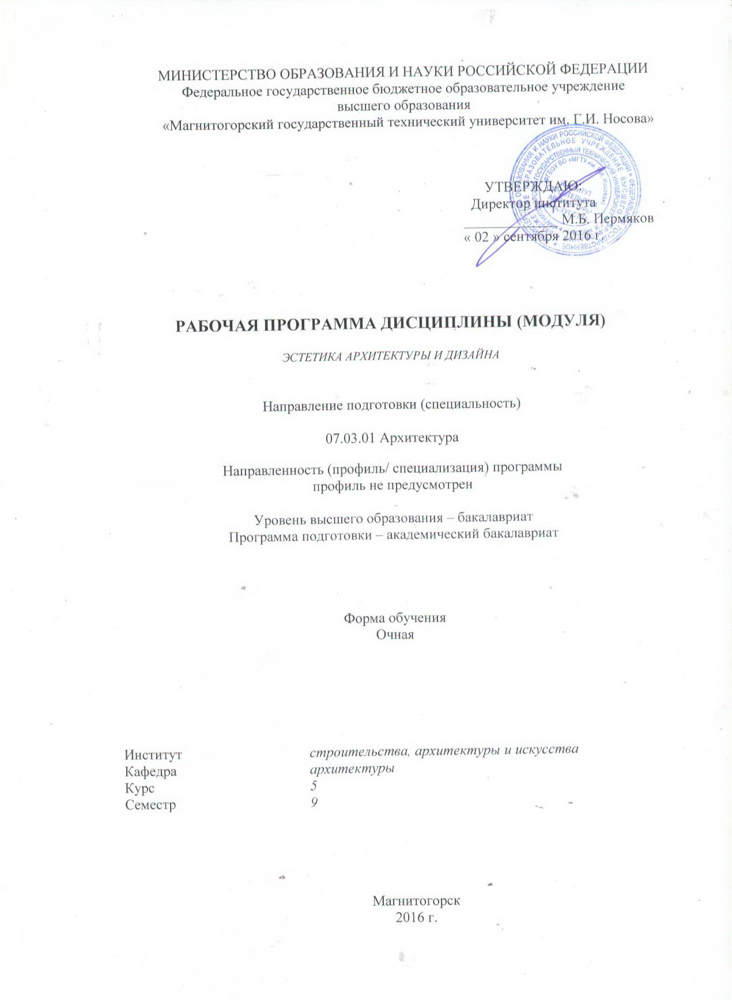 МИНИСТЕРСТВО ОБРАЗОВАНИЯ И НАУКИ РОССИЙСКОЙ ФЕДЕРАЦИИ
Федеральное государственное бюджетное образовательное учреждение
высшего образования
«Магнитогорский государственный технический университет им. Г.И. Носова»
УТВЕРЖДАЮ:
Директор института
М.Б. Пермяков
« 02 » сентября 2016 г.
РАБОЧАЯ ПРОГРАММА ДИСЦИПЛИНЫ (МОДУЛЯ)
ЭСТЕТИКА АРХИТЕКТУРЫ И ДИЗАЙНА
Направление подготовки (специальность)
07.03.01 Архитектура
Направленность (профиль/ специализация) программы
профиль не предусмотрен
Уровень высшего образования – бакалавриат
Программа подготовки – академический бакалавриат
Форма обучения
Очная
Институт строительства, архитектуры и искусства
Кафедра архитектуры
Курс 5
Семестр 9
Магнитогорск
2016 г.